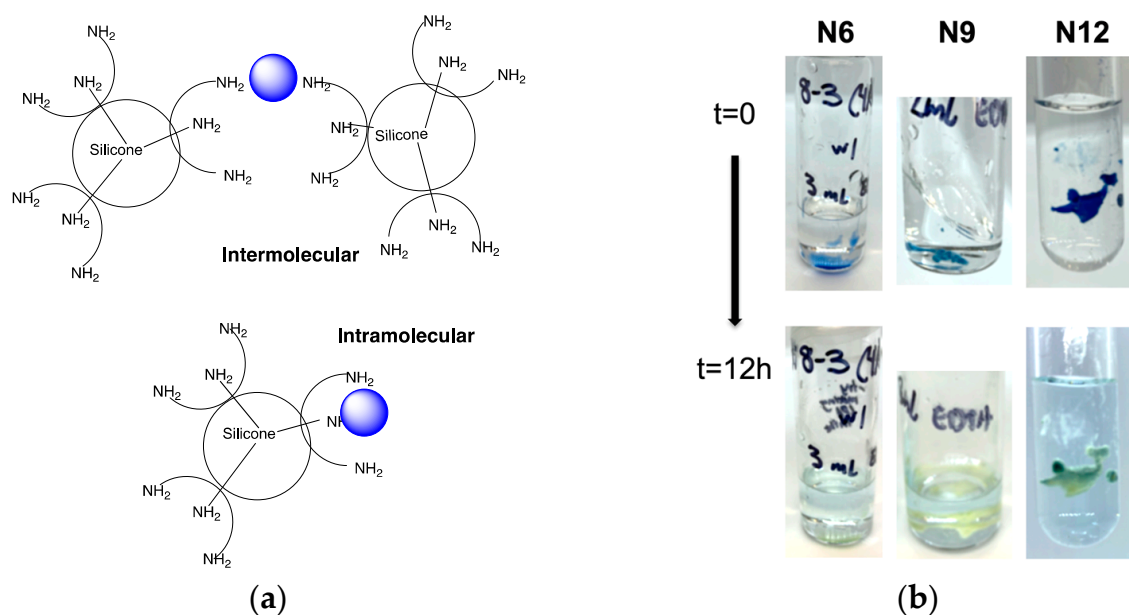 NH₂
NH₂
NH₂
NH₂
NH₂
NH₂
NH₂
NH₂
NH₂
NH₂
Silicone
NH₂
NH₂
Silicone
NH₂
NH₂
NH₂
NH₂
NH₂
NH₂
NH₂
Intermolecular
Intramolecular
NH₂
NH₂
NH₂
NH₂
NH
Silicone
NH₂
NH₂
NH₂
NH₂
NH₂
(a)
N6 N9 N12
t=0
8-3
w/
3 mL
mL EtOH
t=12h
8-3
w/
3 mL
EtOH
(b)